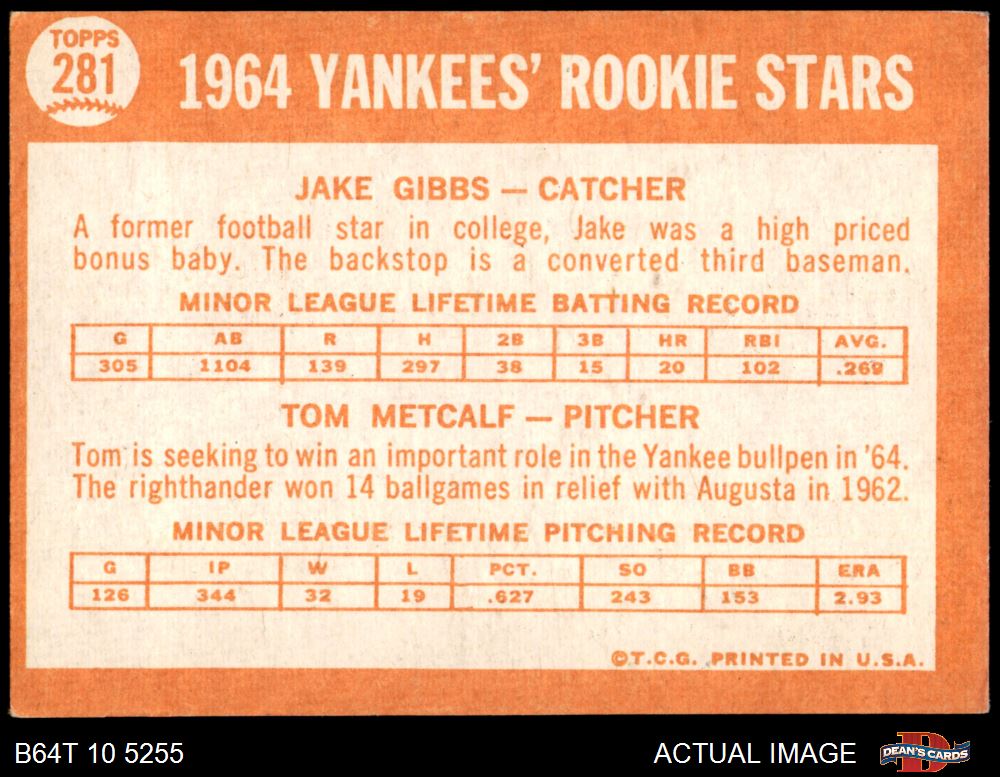 TOPPS
281
1964 YANKEES' ROOKIE STARS
JAKE GIBBS — CATCHER
A former football star in college, Jake was a high priced
bonus baby. The backstop is a converted third baseman.
MINOR LEAGUE LIFETIME BATTING RECORD
G AB R H 2B 3B HR RBI AVG.
305 1104 139 297 38 15 20 102 .269
TOM METCALF — PITCHER
Tom is seeking to win an important role in the Yankee bullpen in '64.
The righthander won 14 ballgames in relief with Augusta in 1962.
MINOR LEAGUE LIFETIME PITCHING RECORD
G IP W L PCT. SO BB ERA
126 344 32 19 .627 243 153 2.93
©T.C.G. PRINTED IN U.S.A.
B64T 10 5255
ACTUAL IMAGE
DEAN'S CARDS